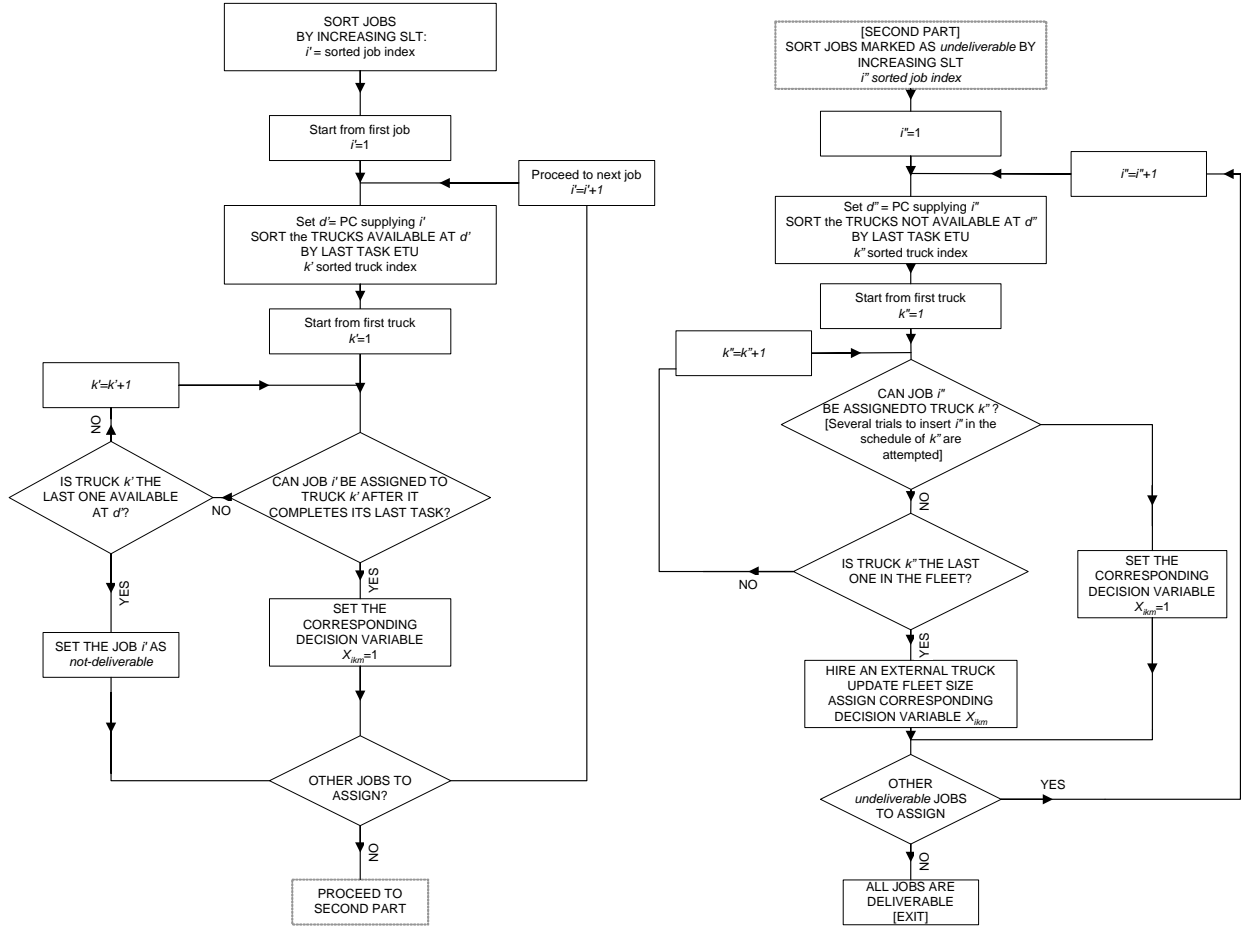 SORT JOBS
BY INCREASING SLT:
i' = sorted job index
Start from first job
i'=1
Proceed to next job
i'=i'+1
Set d'= PC supplying i'
SORT the TRUCKS AVAILABLE AT d'
BY LAST TASK ETU
k' sorted truck index
Start from first truck
k'=1
k'=k'+1
NO
IS TRUCK k' THE
LAST ONE AVAILABLE
AT d'?
NO
CAN JOB i' BE ASSIGNED TO
TRUCK k' AFTER IT
COMPLETES ITS LAST TASK?
YES
YES
SET THE JOB i' AS
not-deliverable
SET THE
CORRESPONDING
DECISION VARIABLE
Xikm=1
OTHER JOBS TO
ASSIGN?
NO
PROCEED TO
SECOND PART
[SECOND PART]
SORT JOBS MARKED AS undeliverable BY
INCREASING SLT
i" sorted job index
i"=1
i"=i"+1
Set d"= PC supplying i"
SORT the TRUCKS NOT AVAILABLE AT d"
BY LAST TASK ETU
k" sorted truck index
Start from first truck
k"=1
k"=k"+1
CAN JOB i"
BE ASSIGNEDTO TRUCK k" ?
[Several trials to insert i" in the
schedule of k" are
attempted]
NO
IS TRUCK k" THE LAST
ONE IN THE FLEET?
NO
YES
SET THE
CORRESPONDING
DECISION VARIABLE
Xikm=1
HIRE AN EXTERNAL TRUCK
UPDATE FLEET SIZE
ASSIGN CORRESPONDING
DECISION VARIABLE Xikm
OTHER
undeliverable JOBS
TO ASSIGN
YES
NO
ALL JOBS ARE
DELIVERABLE
[EXIT]